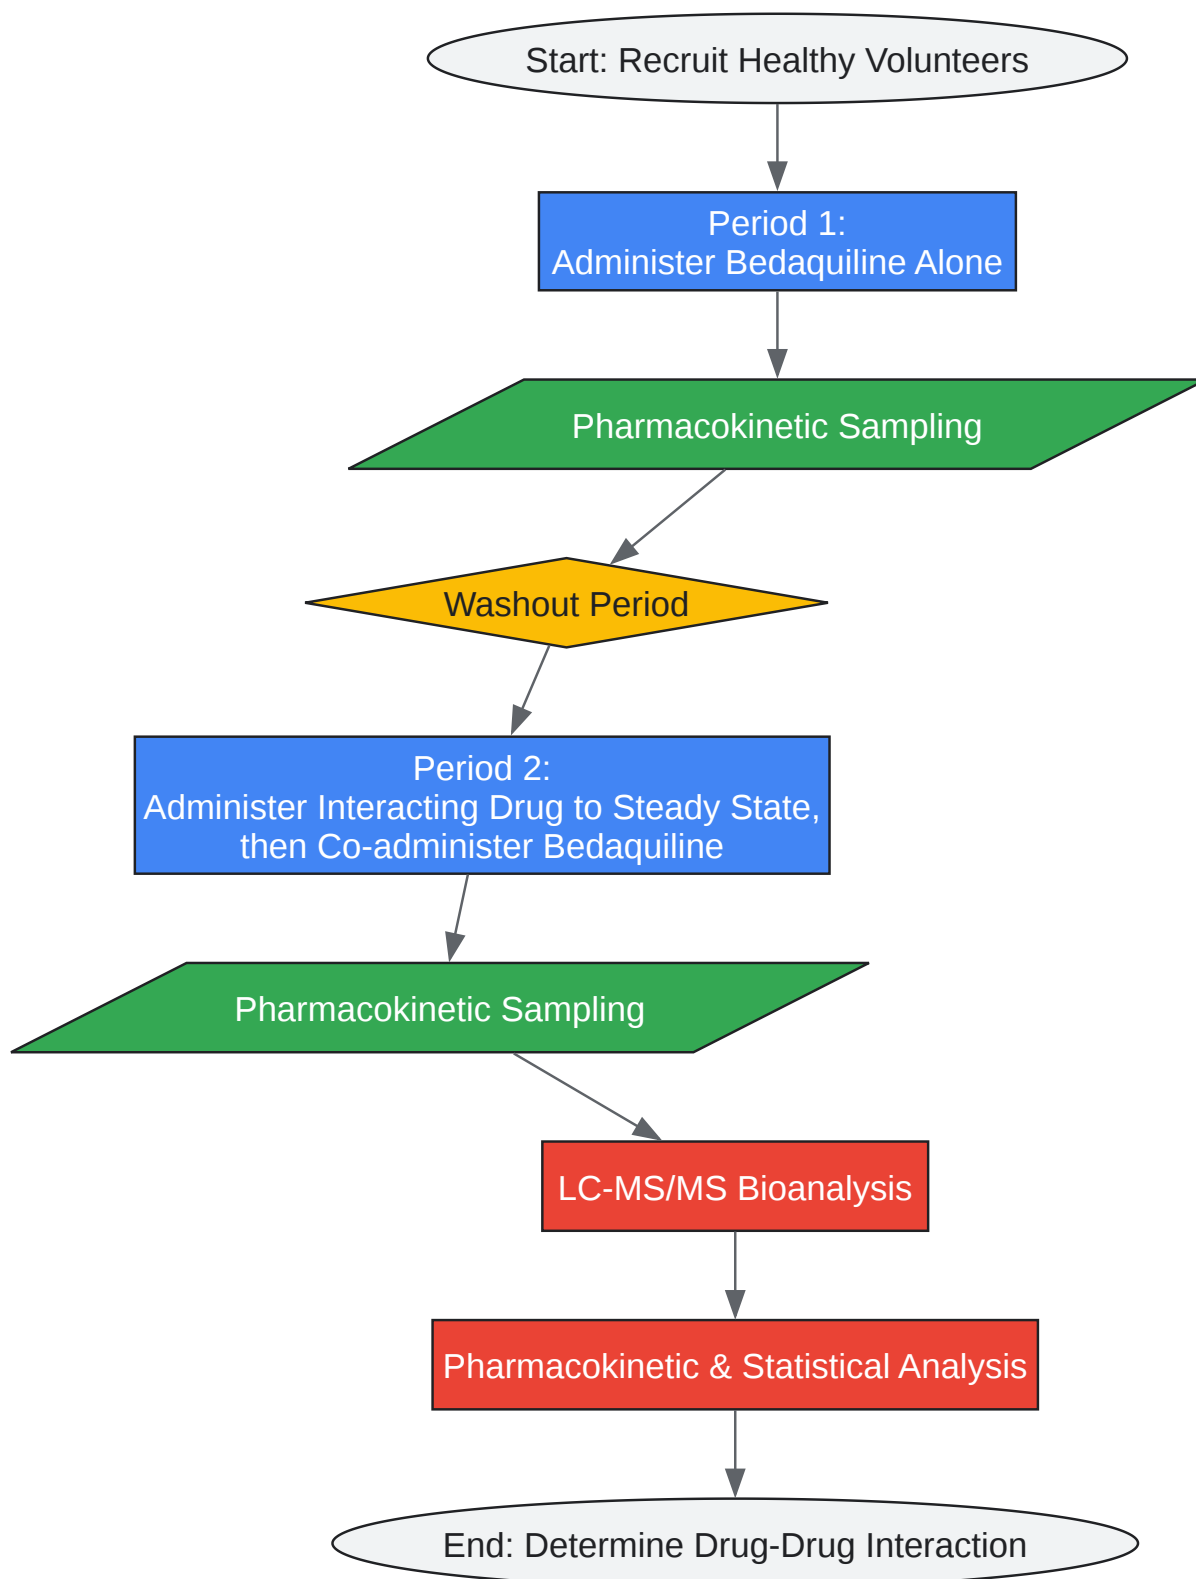 Start: Recruit Healthy Volunteers
Period 1:
Administer Bedaquiline Alone
Pharmacokinetic Sampling
Washout Period
Period 2:
Administer Interacting Drug to Steady State,
then Co-administer Bedaquiline
Pharmacokinetic Sampling
LC-MS/MS Bioanalysis
Pharmacokinetic & Statistical Analysis
End: Determine Drug-Drug Interaction